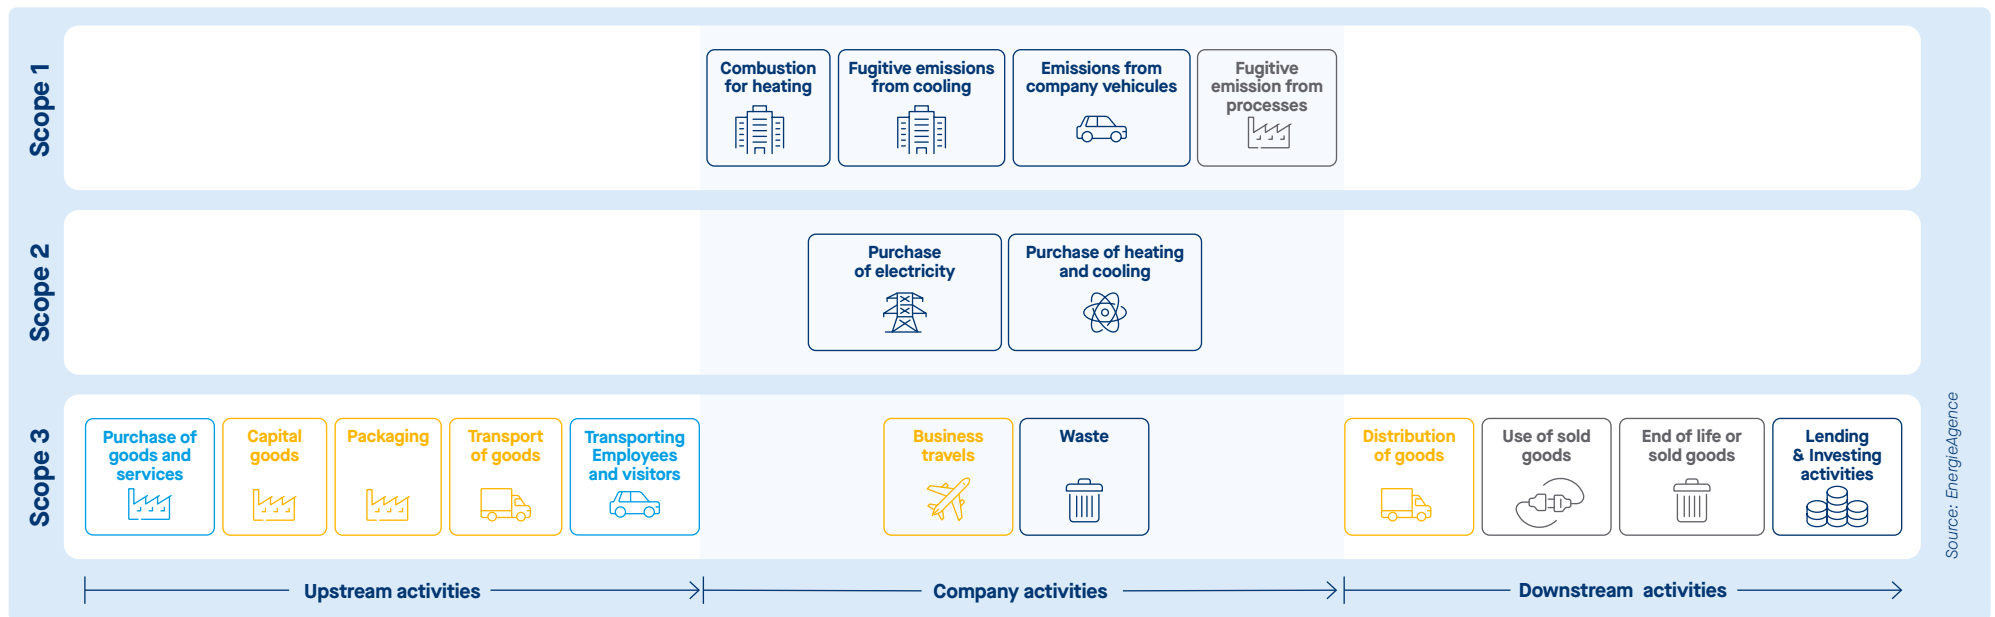 Scope 1
Combustion
for heating
Fugitive emissions
from cooling
Emissions from
company vehicules
Fugitive
emission from
processes
Scope 2
Purchase
of electricity
Purchase of heating
and cooling
Scope 3
Purchase of
goods and
services
Capital
goods
Packaging
Transport
of goods
Transporting
Employees
and visitors
Business
travels
Waste
Distribution
of goods
Use of sold
goods
End of life or
sold goods
Lending
& Investing
activities
Upstream activities
Company activities
Downstream activities
Source: EnergieAgence